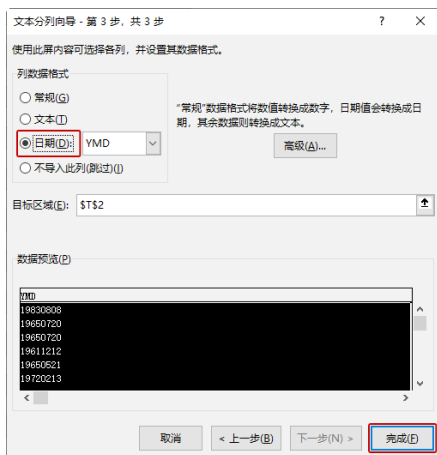 文本分列向导 - 第 3 步，共 3 步 ? ×
使用此屏内容可选择各列，并设置其数据格式。
列数据格式
常规(G)
文本(T)
日期(D): YMD
不导入此列(跳过)(I)
“常规”数据格式将数值转换成数字，日期值会转换成日
期，其余数据则转换成文本。
高级(A)...
目标区域(E): $T$2
数据预览(P)
YMD
19830808
19650720
19650720
19611212
19650521
19720213
取消 < 上一步(B) 下一步(N) > 完成(F)